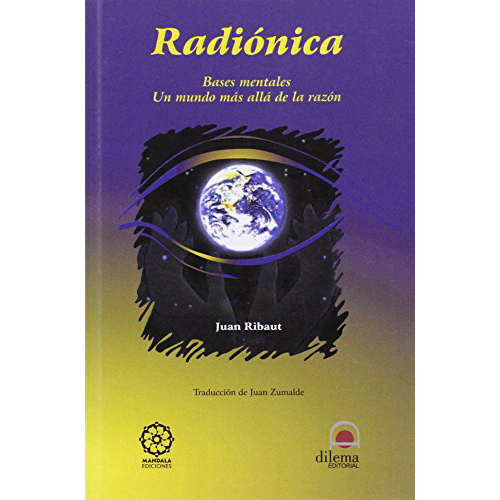 Radiónica
Bases mentales
Un mundo más allá de la razón
Juan Ribaut
Traducción de Juan Zumalde
MANDALA
EDICIONES
dilema
EDITORIAL